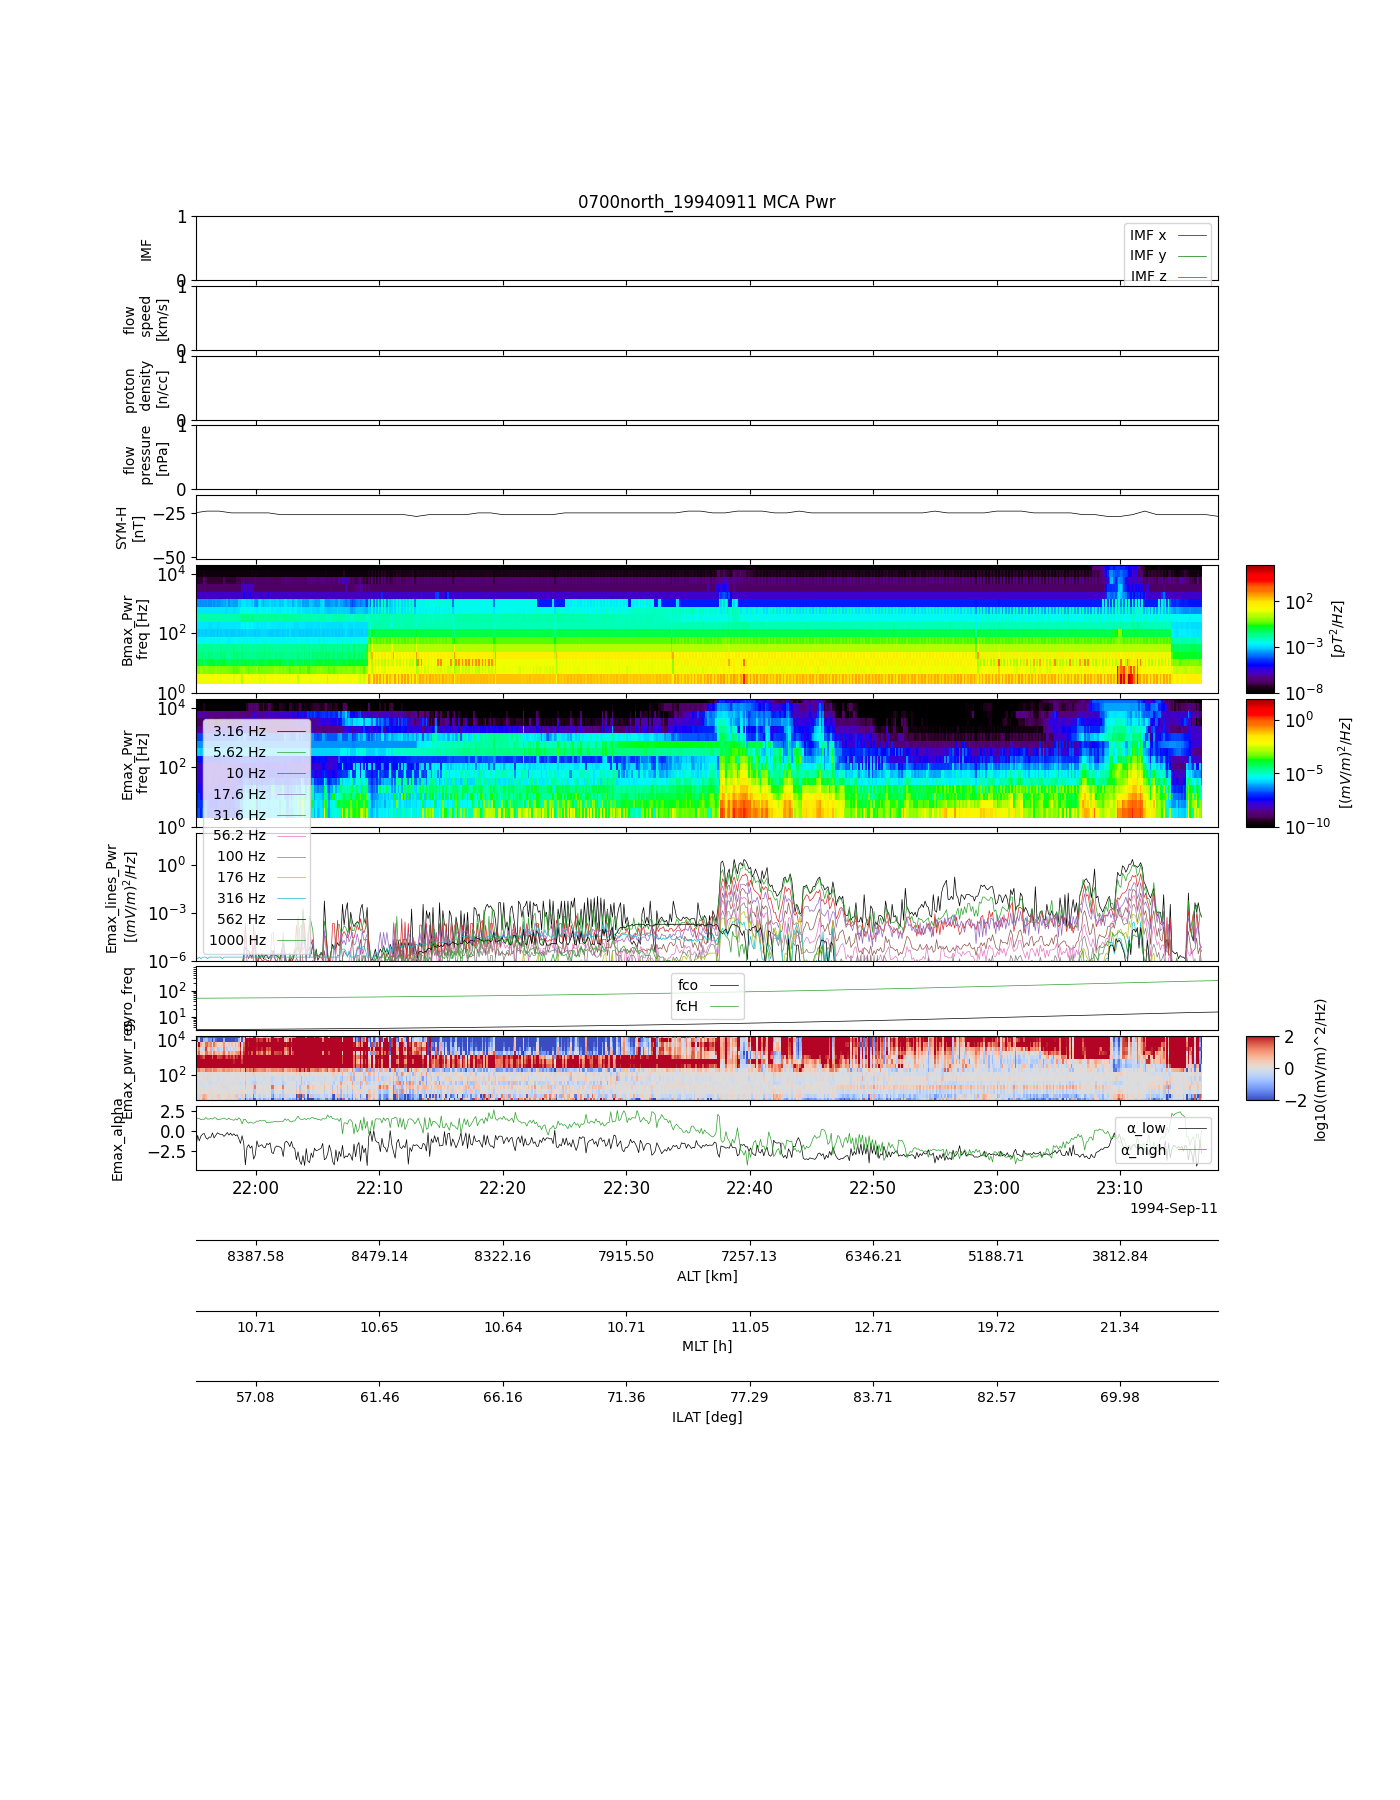 0700north_19940911 MCA Pwr
1
0
IMF
IMF x
IMF y
IMF z
1
0
flow
speed
[km/s]
1
0
proton
density
[n/cc]
1
0
flow
pressure
[nPa]
−25
−50
SYM-H
[nT]
10^4
10^2
10^0
Bmax_Pwr
freq [Hz]
10^2
10^−3
10^−8
[pT^2/Hz]
10^4
10^2
10^0
Emax_Pwr
freq [Hz]
10^0
10^−5
10^−10
[(mV/m)^2/Hz]
3.16 Hz
5.62 Hz
10 Hz
17.6 Hz
31.6 Hz
56.2 Hz
100 Hz
176 Hz
316 Hz
562 Hz
1000 Hz
10^0
10^−3
10^−6
Emax_lines_Pwr
[(mV/m)^2/Hz]
10^2
10^1
gyro_freq
fco
fcH
10^4
10^2
Emax_pwr_reg
2
0
−2
log10((mV/m)^2/Hz)
2.5
0.0
−2.5
Emax_alpha
α_low
α_high
22:00 22:10 22:20 22:30 22:40 22:50 23:00 23:10
1994-Sep-11
8387.58 8479.14 8322.16 7915.50 7257.13 6346.21 5188.71 3812.84
ALT [km]
10.71 10.65 10.64 10.71 11.05 12.71 19.72 21.34
MLT [h]
57.08 61.46 66.16 71.36 77.29 83.71 82.57 69.98
ILAT [deg]